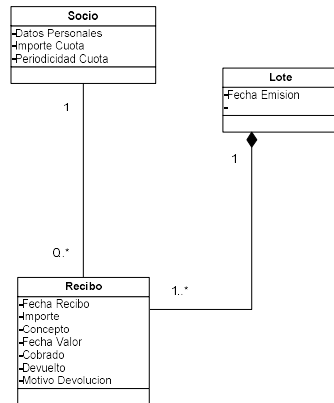 Socio
-Datos Personales
-Importe Cuota
-Periodicidad Cuota
Lote
-Fecha Emision
-
1
1
0..*
1..*
Recibo
-Fecha Recibo
-Importe
-Concepto
-Fecha Valor
-Cobrado
-Devuelto
-Motivo Devolucion